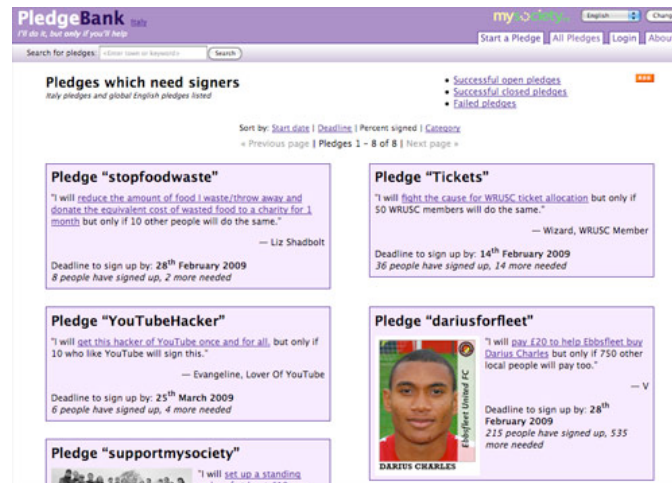 PledgeBank Italy
I'll do it, but only if you'll help
mysociety
English
Chang
Start a Pledge
All Pledges
Login
Abou
Search for pledges:
<Enter town or keyword>
Search
Pledges which need signers
Italy pledges and global English pledges listed
• Successful open pledges
• Successful closed pledges
• Failed pledges
RSS
Sort by: Start date | Deadline | Percent signed | Category
« Previous page | Pledges 1 – 8 of 8 | Next page »
Pledge “stopfoodwaste”
"I will reduce the amount of food I waste/throw away and
donate the equivalent cost of wasted food to a charity for 1
month but only if 10 other people will do the same."
— Liz Shadbolt
Deadline to sign up by: 28th February 2009
8 people have signed up, 2 more needed
Pledge “Tickets”
"I will fight the cause for WRUSC ticket allocation but only if
50 WRUSC members will do the same."
— Wizard, WRUSC Member
Deadline to sign up by: 14th February 2009
36 people have signed up, 14 more needed
Pledge “YouTubeHacker”
"I will get this hacker of YouTube once and for all, but only if
10 who like YouTube will sign this."
— Evangeline, Lover Of YouTube
Deadline to sign up by: 25th March 2009
6 people have signed up, 4 more needed
Pledge “dariusforfleet”
"I will pay £20 to help Ebbsfleet buy
Darius Charles but only if 750 other
local people will pay too."
— V
Deadline to sign up by: 28th
February 2009
215 people have signed up, 535
more needed
Ebbsfleet United FC
DARIUS CHARLES
Pledge “supportmysociety”
"I will set up a standing